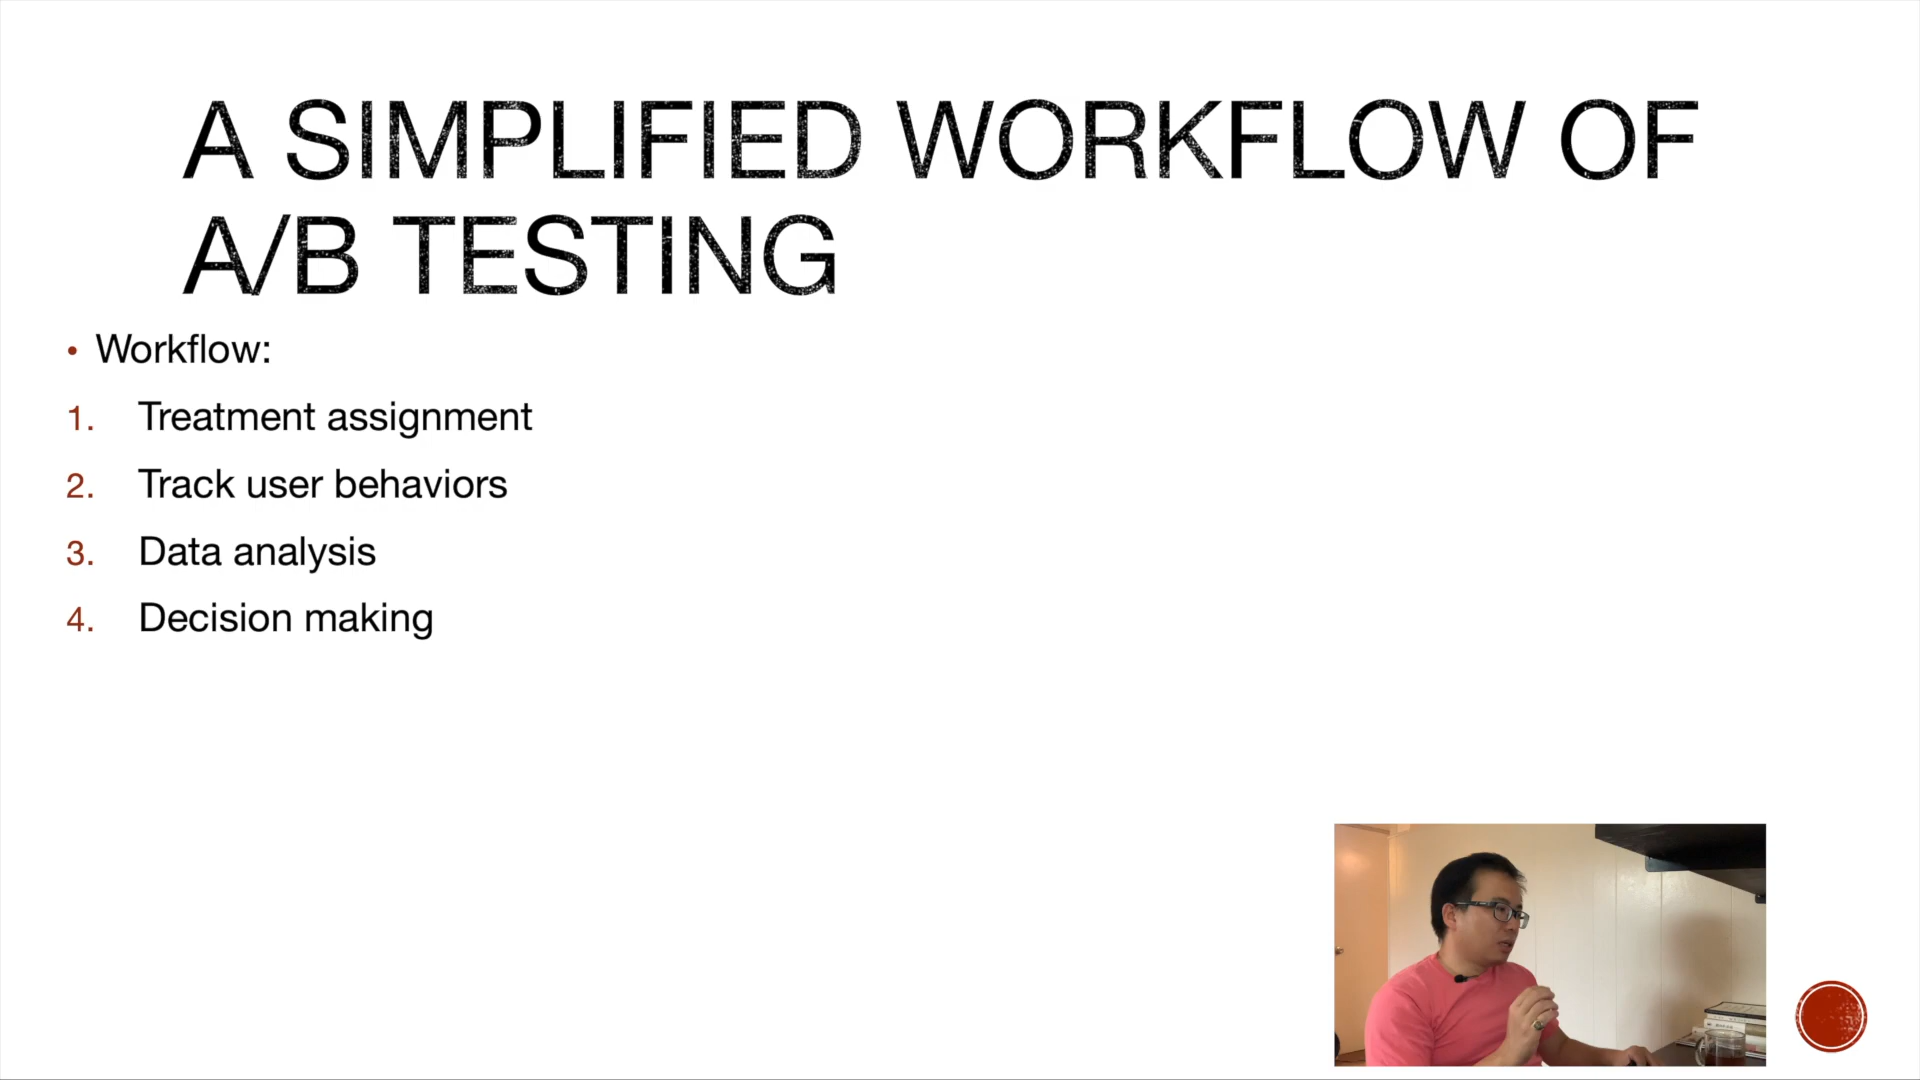 A SIMPLIFIED WORKFLOW OF
A/B TESTING
• Workflow:
1. Treatment assignment
2. Track user behaviors
3. Data analysis
4. Decision making